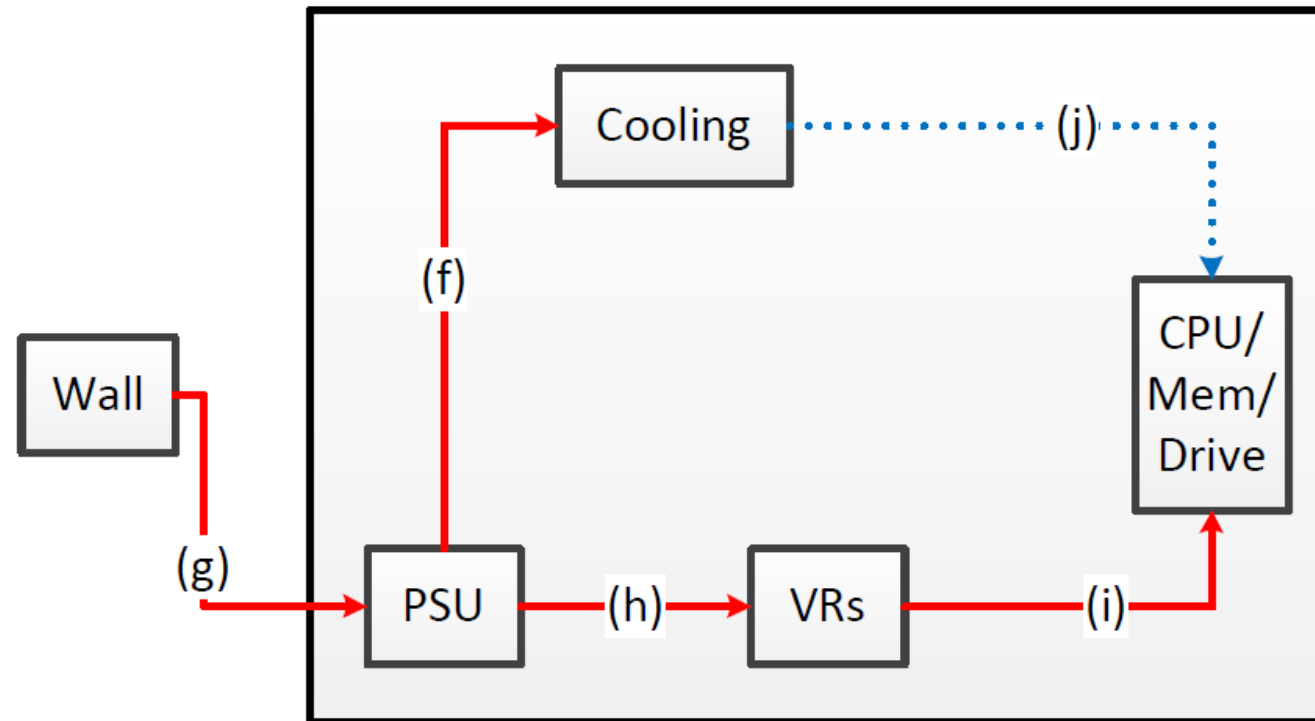 Cooling
(j)
(f)
Wall
CPU/
Mem/
Drive
(g)
PSU
(h)
VRs
(i)